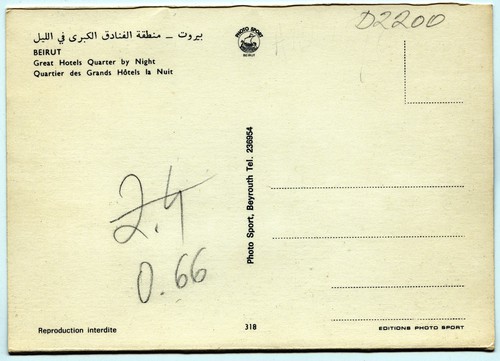 بيروت ــ منطقة الفنادق الكبرى في الليل
BEIRUT
Great Hotels Quarter by Night
Quartier des Grands Hôtels la Nuit
PHOTO SPORT
BEIRUT
D2200
Photo Sport, Beyrouth Tel. 236954
2.4
0.66
Reproduction interdite
318
EDITIONS PHOTO SPORT